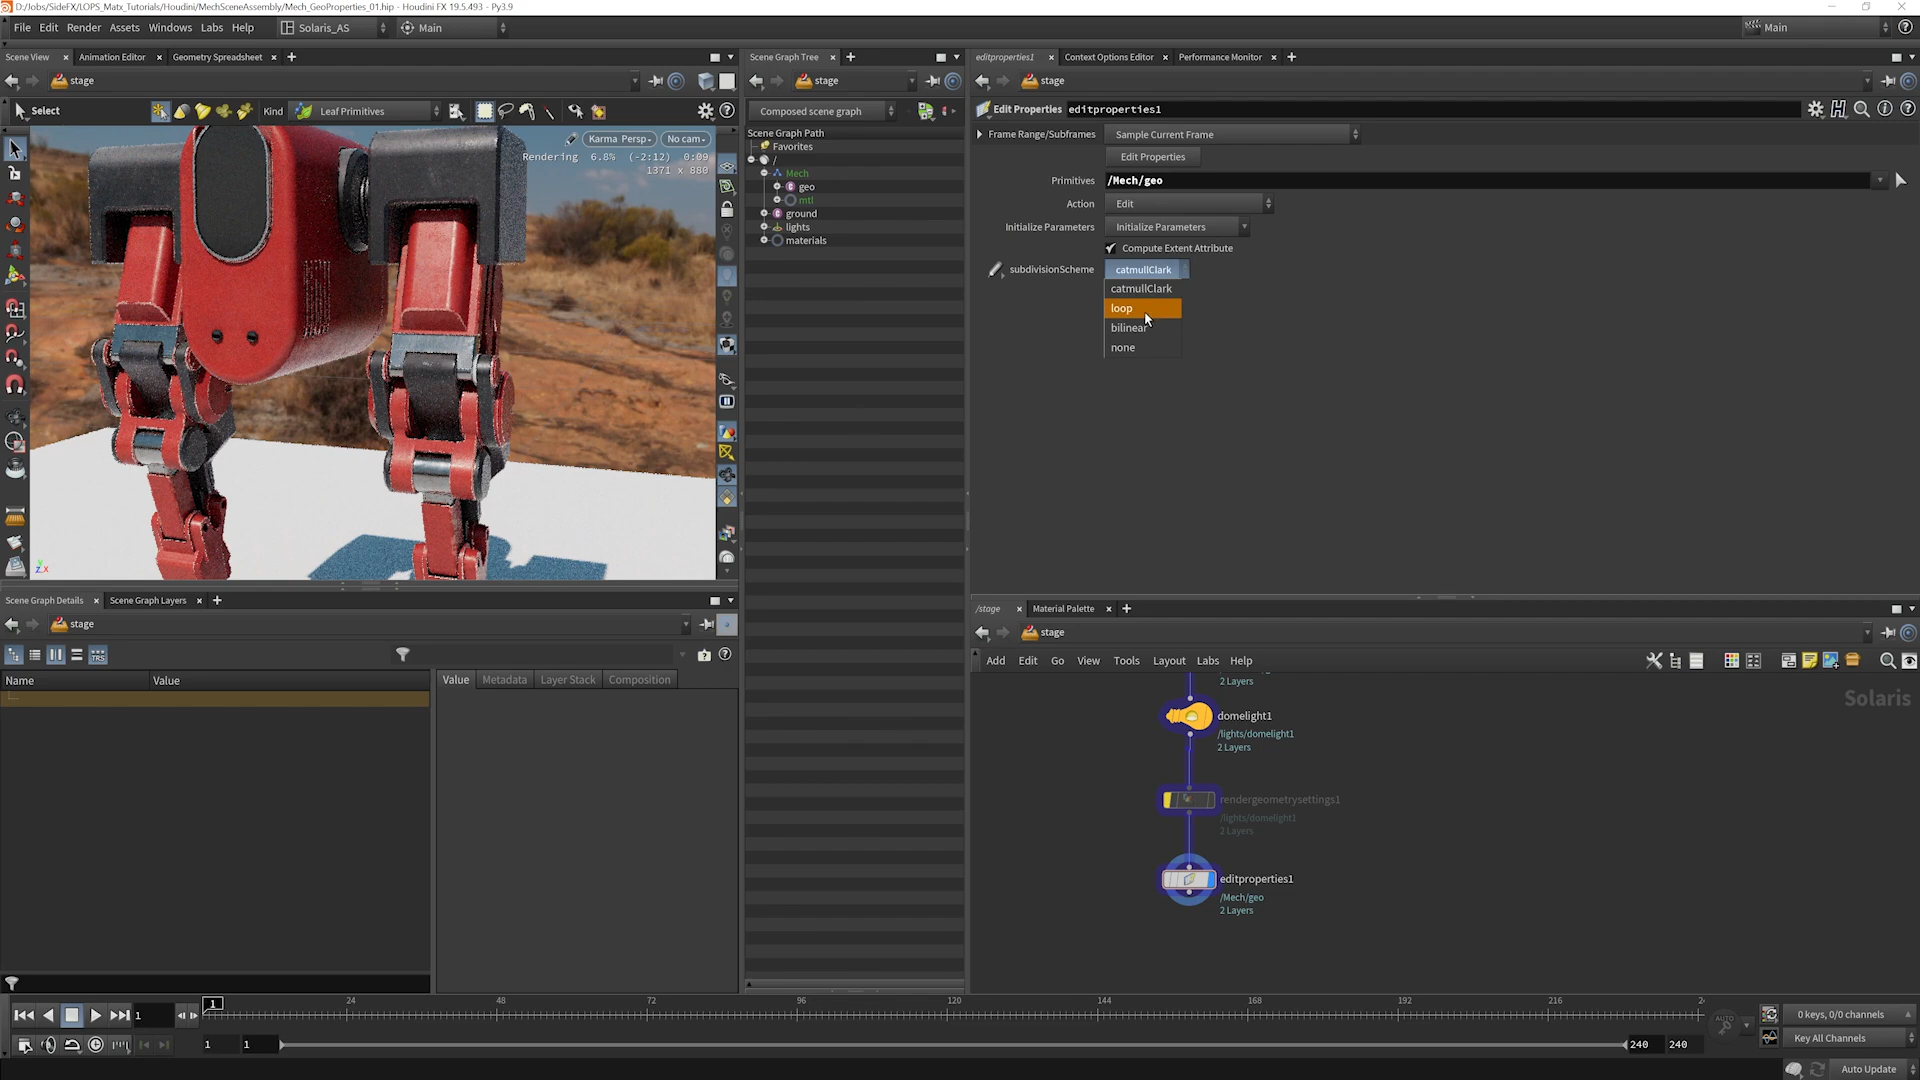 D:/Jobs/SideFX/LOPS_Matx_Tutorials/Houdini/MechSceneAssembly/Mech_GeoProperties_01.hip - Houdini FX 19.5.493 - Py3.9
File Edit Render Assets Windows Labs Help Solaris_AS Main Main
Scene View Animation Editor Geometry Spreadsheet
stage
Select Kind Leaf Primitives
Karma Persp No cam
Rendering 6.8% (-2:12) 0:09
1371 x 880
Scene Graph Tree
stage
Composed scene graph
Scene Graph Path
Favorites
/
Mech
geo
mtl
ground
lights
materials
editproperties1 Context Options Editor Performance Monitor
stage
Edit Properties editproperties1
Frame Range/Subframes Sample Current Frame
Edit Properties
Primitives /Mech/geo
Action Edit
Initialize Parameters Initialize Parameters
Compute Extent Attribute
subdivisionScheme catmullClark
catmullClark
loop
bilinear
none
Scene Graph Details Scene Graph Layers
stage
Name Value
Value Metadata Layer Stack Composition
/stage Material Palette
stage
Add Edit Go View Tools Layout Labs Help
Solaris
2 Layers
domelight1
/lights/domelight1
2 Layers
rendergeometrysettings1
/lights/domelight1
2 Layers
editproperties1
/Mech/geo
2 Layers
1 24 48 72 96 120 144 168 192 216
1
1 1 240 240
AUTO
0 keys, 0/0 channels
Key All Channels
Auto Update